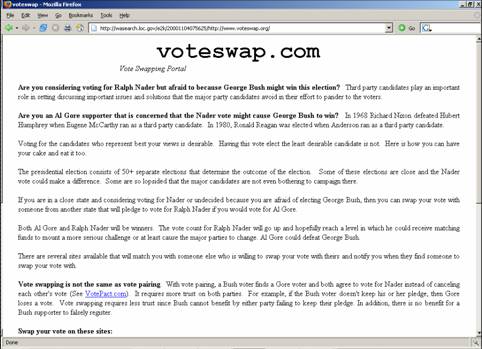 voteswap - Mozilla Firefox
File Edit View Go Bookmarks Tools Help
http://wasearch.loc.gov/e2k/20001104075625/http://www.voteswap.org/
Go
voteswap.com
Vote Swapping Portal
Are you considering voting for Ralph Nader but afraid to because George Bush might win this election? Third party candidates play an important
role in setting discussing important issues and solutions that the major party candidates avoid in their effort to pander to the voters.
Are you an Al Gore supporter that is concerned that the Nader vote might cause George Bush to win? In 1968 Richard Nixon defeated Hubert
Humphrey when Eugene McCarthy ran as a third party candidate. In 1980, Ronald Reagan was elected when Anderson ran as a third party candidate.
Voting for the candidates who represent best your views is desirable. Having this vote elect the least desirable candidate is not. Here is how you can have
your cake and eat it too.
The presidential election consists of 50+ separate elections that determine the outcome of the election. Some of these elections are close and the Nader
vote could make a difference. Some are so lopsided that the major candidates are not even bothering to campaign there.
If you are in a close state and considering voting for Nader or undecided because you are afraid of electing George Bush, then you can swap your vote with
someone from another state that will pledge to vote for Ralph Nader if you would vote for Al Gore.
Both Al Gore and Ralph Nader will be winners. The vote count for Ralph Nader will go up and hopefully reach a level in which he could receive matching
funds to mount a more serious challenge or at least cause the major parties to change. Al Gore could defeat George Bush.
There are several sites available that will match you with someone else who is willing to swap your vote with theirs and notify you when they find someone to
swap your vote with.
Vote swapping is not the same as vote pairing With vote pairing, a Bush voter finds a Gore voter and both agree to vote for Nader instead of canceling
each other's vote (See VotePact.com). It requires more trust on both parties. For example, if the Bush voter doesn't keep his or her pledge, then Gore
loses a vote. Vote swapping requires less trust since Bush cannot benefit by either party failing to keep their pledge. In addition, there is no benefit for a
Bush supporter to falsely register.
Swap your vote on these sites:
Done